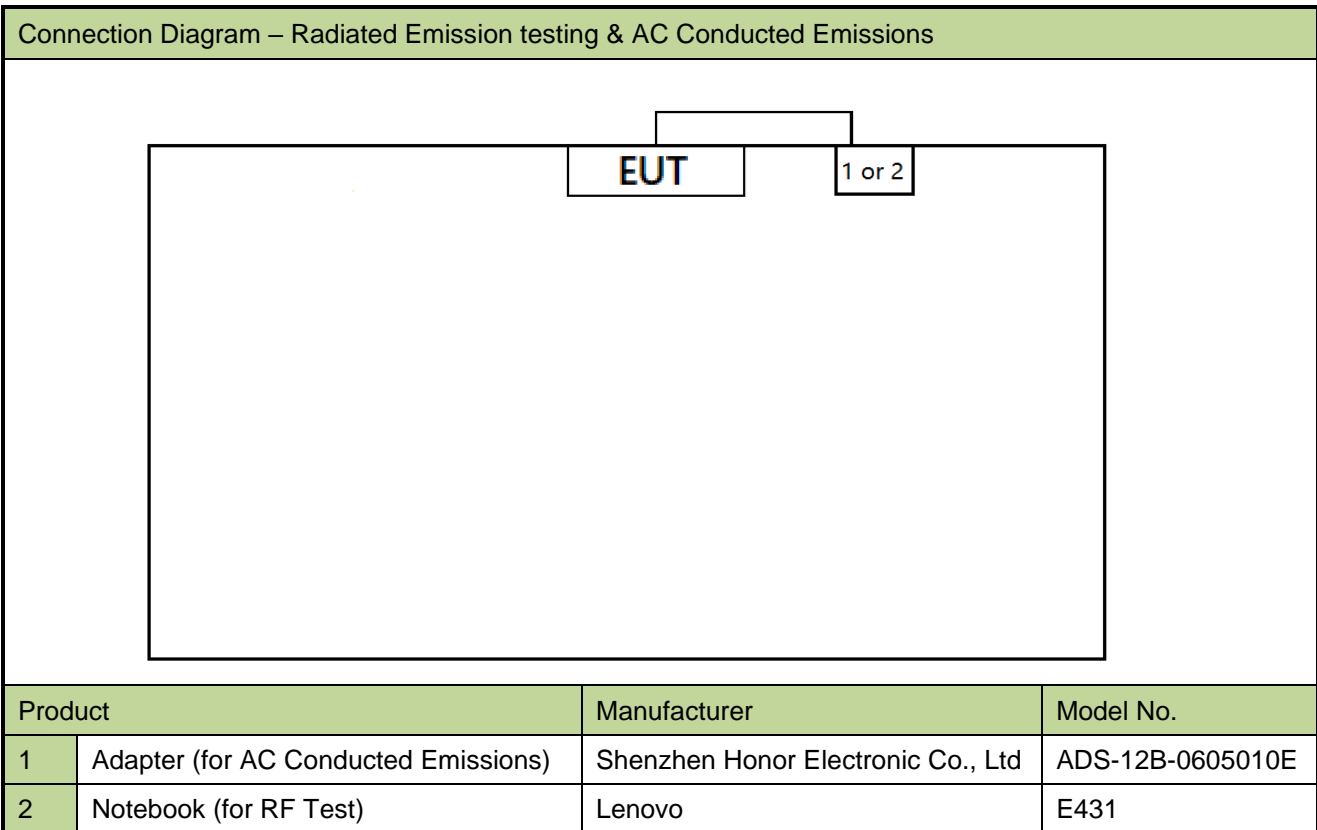 Connection Diagram – Radiated Emission testing & AC Conducted Emissions
EUT
1 or 2
Product Manufacturer Model No.
1 Adapter (for AC Conducted Emissions) Shenzhen Honor Electronic Co., Ltd ADS-12B-0605010E
2 Notebook (for RF Test) Lenovo E431